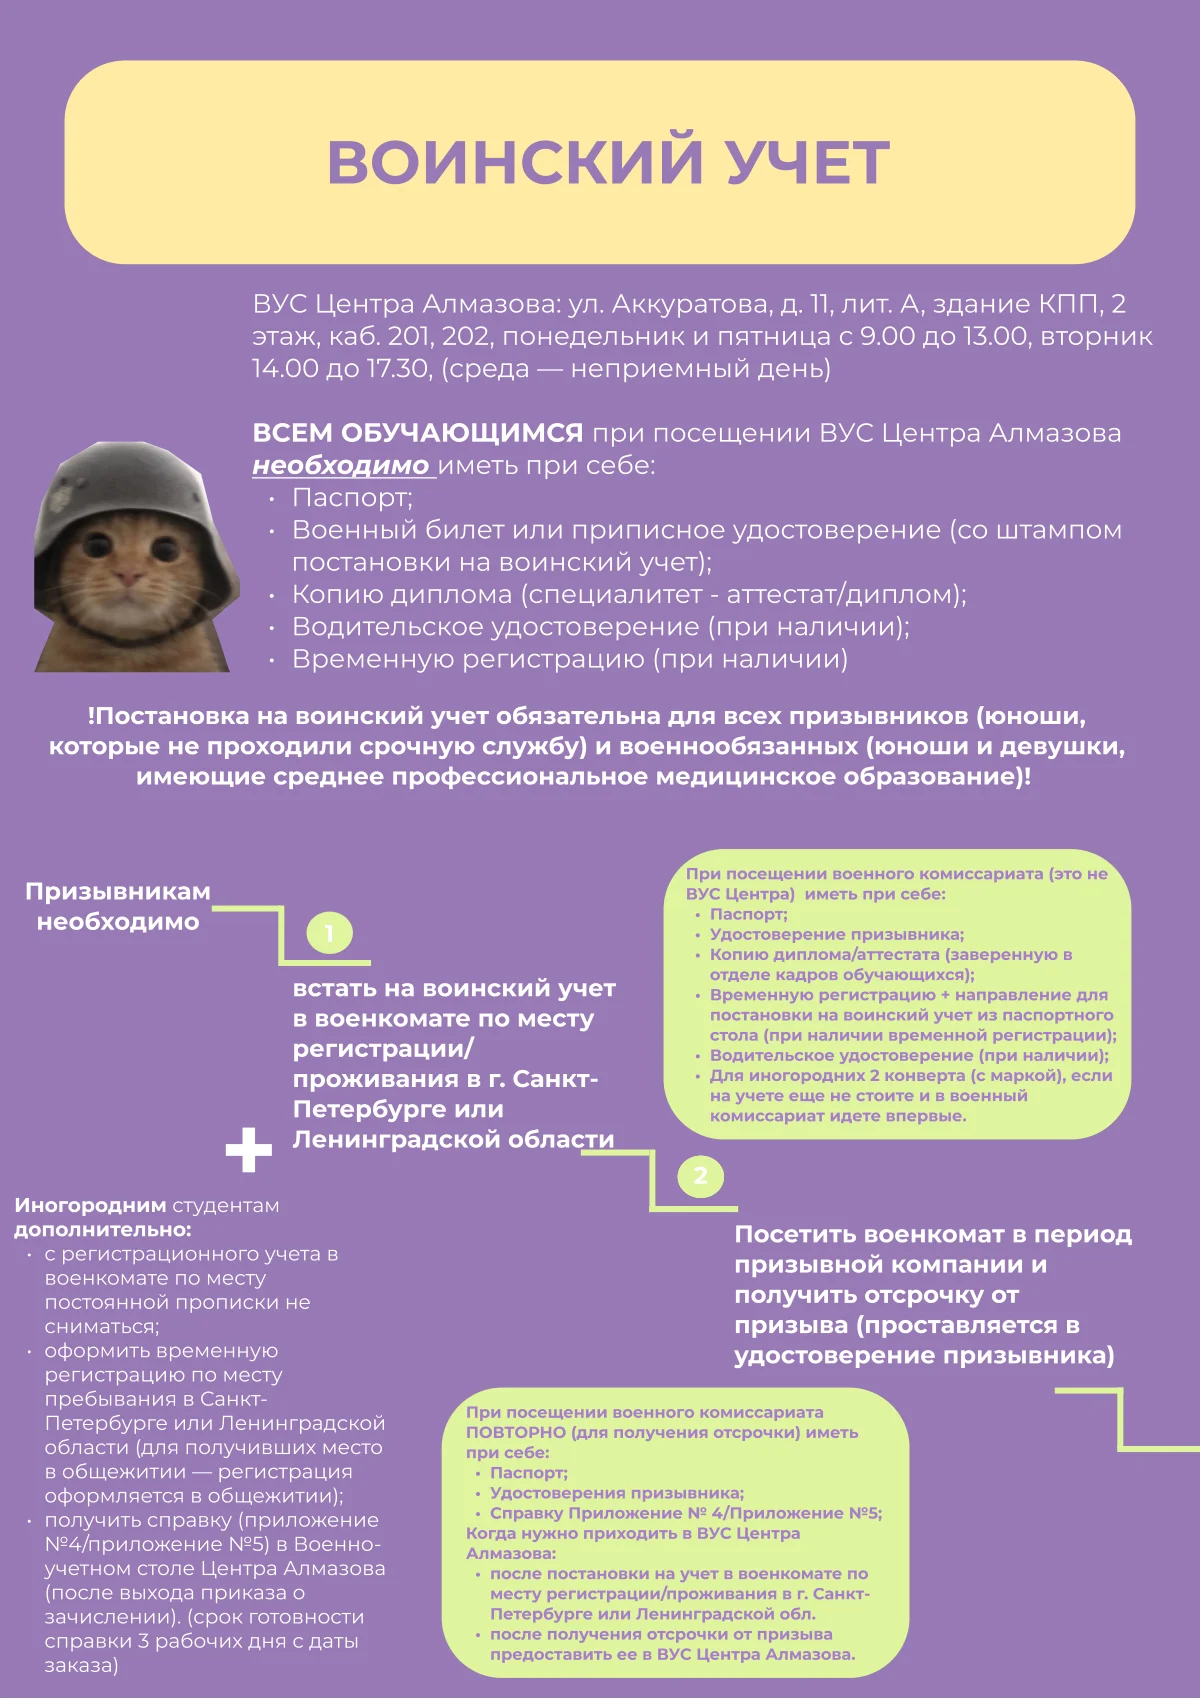 ВОИНСКИЙ УЧЕТ
ВУС Центра Алмазова: ул. Аккуратова, д. 11, лит. А, здание КПП, 2
этаж, каб. 201, 202, понедельник и пятница с 9.00 до 13.00, вторник
14.00 до 17.30, (среда — неприемный день)
ВСЕМ ОБУЧАЮЩИМСЯ при посещении ВУС Центра Алмазова
необходимо иметь при себе:
• Паспорт;
• Военный билет или приписное удостоверение (со штампом
постановки на воинский учет);
• Копию диплома (специалитет - аттестат/диплом);
• Водительское удостоверение (при наличии);
• Временную регистрацию (при наличии)
!Постановка на воинский учет обязательна для всех призывников (юноши,
которые не проходили срочную службу) и военнообязанных (юноши и девушки,
имеющие среднее профессиональное медицинское образование)!
Призывникам
необходимо
1
встать на воинский учет
в военкомате по месту
регистрации/
проживания в г. Санкт-
Петербурге или
Ленинградской области
При посещении военного комиссариата (это не
ВУС Центра) иметь при себе:
• Паспорт;
• Удостоверение призывника;
• Копию диплома/аттестата (заверенную в
отделе кадров обучающихся);
• Временную регистрацию + направление для
постановки на воинский учет из паспортного
стола (при наличии временной регистрации);
• Водительское удостоверение (при наличии);
• Для иногородних 2 конверта (с маркой), если
на учете еще не стоите и в военный
комиссариат идете впервые.
+
Иногородним студентам
дополнительно:
• с регистрационного учета в
военкомате по месту
постоянной прописки не
сниматься;
• оформить временную
регистрацию по месту
пребывания в Санкт-
Петербурге или Ленинградской
области (для получивших место
в общежитии — регистрация
оформляется в общежитии);
• получить справку (приложение
№4/приложение №5) в Военно-
учетном столе Центра Алмазова
(после выхода приказа о
зачислении). (срок готовности
справки 3 рабочих дня с даты
заказа)
2
Посетить военкомат в период
призывной компании и
получить отсрочку от
призыва (проставляется в
удостоверение призывника)
При посещении военного комиссариата
ПОВТОРНО (для получения отсрочки) иметь
при себе:
• Паспорт;
• Удостоверения призывника;
• Справку Приложение № 4/Приложение №5;
Когда нужно приходить в ВУС Центра
Алмазова:
• после постановки на учет в военкомате по
месту регистрации/проживания в г. Санкт-
Петербурге или Ленинградской обл.
• после получения отсрочки от призыва
предоставить ее в ВУС Центра Алмазова.